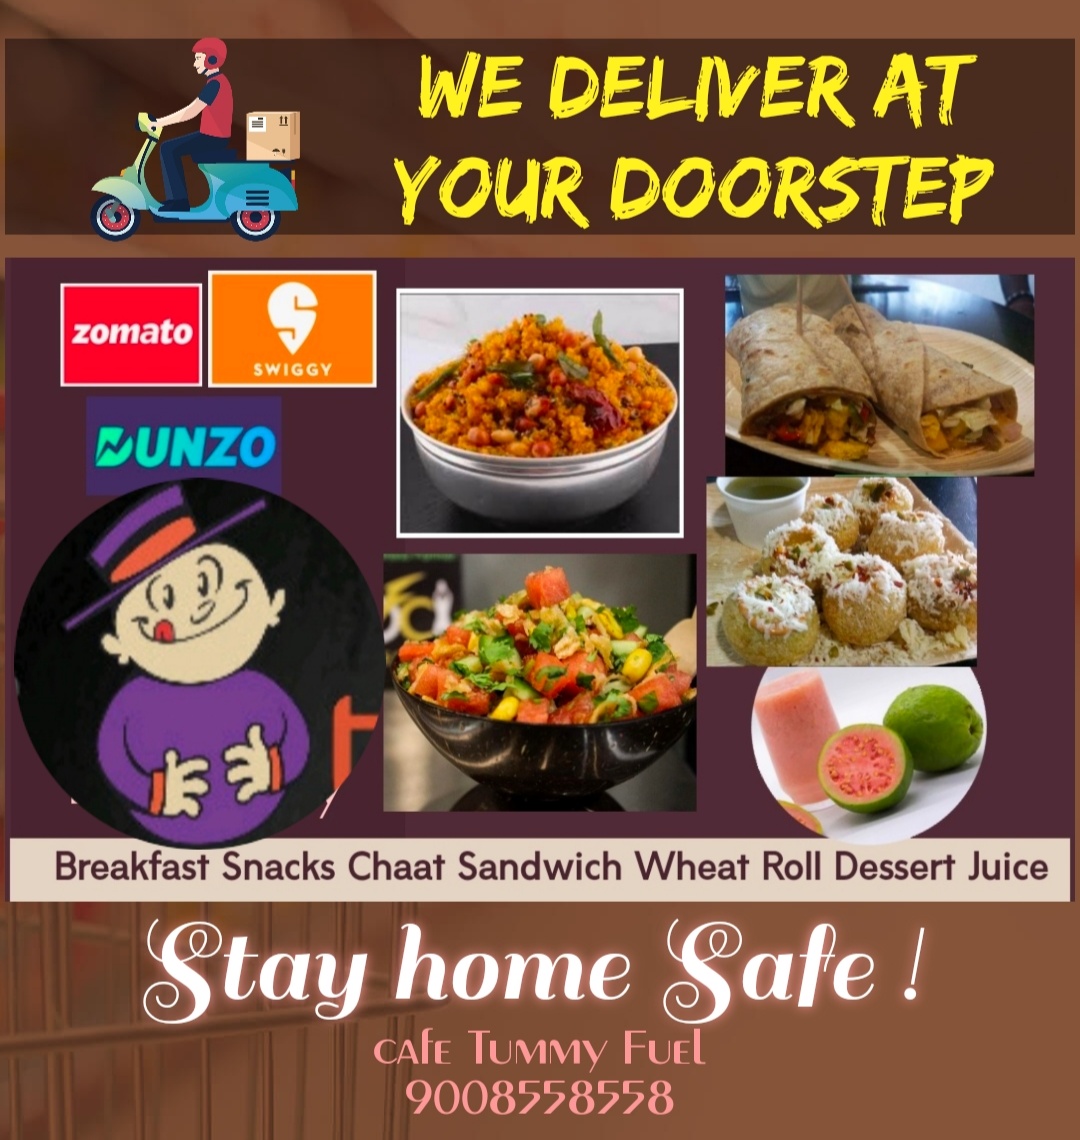 WE DELIVER AT
YOUR DOORSTEP
zomato
SWIGGY
DUNZO
Breakfast Snacks Chaat Sandwich Wheat Roll Dessert Juice
Stay home Safe !
cafe Tummy Fuel
9008558558